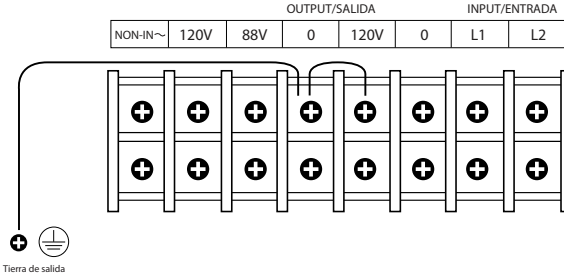 OUTPUT/SALIDA INPUT/ENTRADA
NON-IN～ 120V 88V 0 120V 0 L1 L2
Tierra de salida